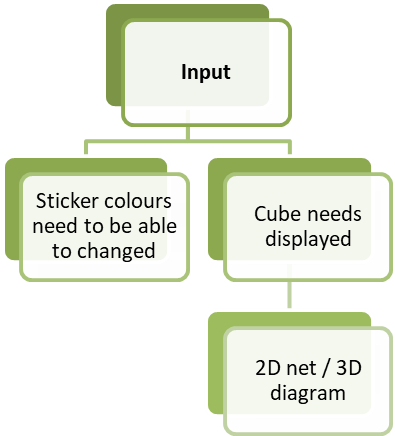 Input
Sticker colours
need to be able
to changed
Cube needs
displayed
2D net / 3D
diagram